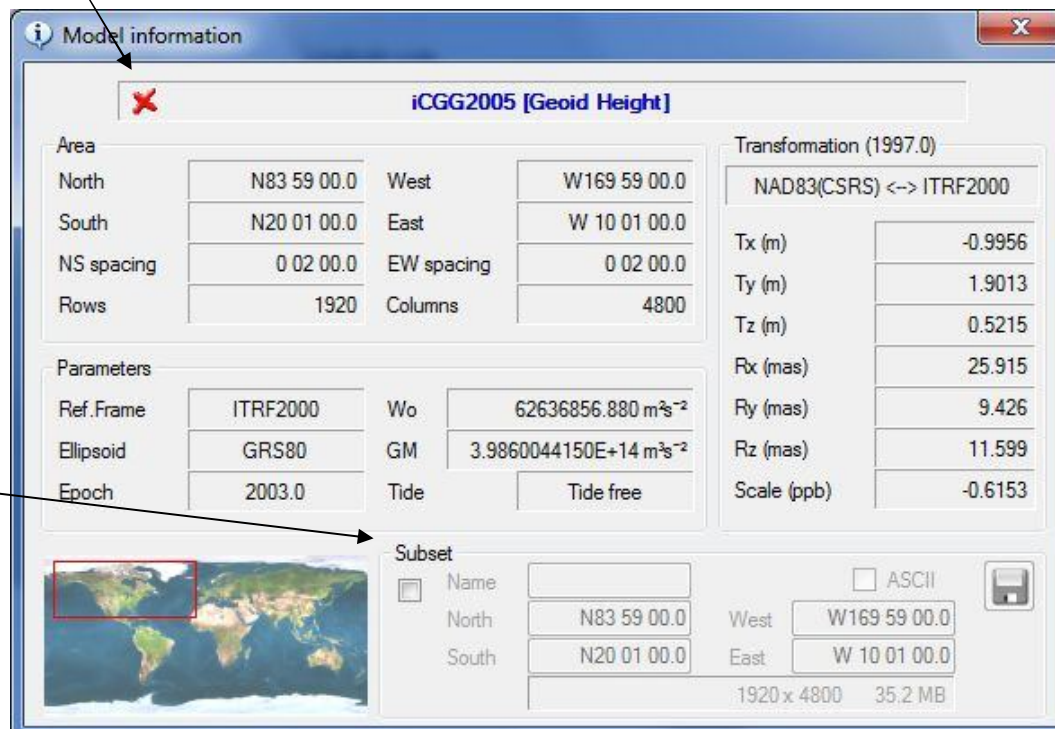 Model information
x
iCGG2005 [Geoid Height]
Area
North N83 59 00.0 West W169 59 00.0
South N20 01 00.0 East W 10 01 00.0
NS spacing 0 02 00.0 EW spacing 0 02 00.0
Rows 1920 Columns 4800
Transformation (1997.0)
NAD83(CSRS) <--> ITRF2000
Tx (m) -0.9956
Ty (m) 1.9013
Tz (m) 0.5215
Rx (mas) 25.915
Ry (mas) 9.426
Rz (mas) 11.599
Scale (ppb) -0.6153
Parameters
Ref.Frame ITRF2000 Wo 62636856.880 m²s⁻²
Ellipsoid GRS80 GM 3.9860044150E+14 m³s⁻²
Epoch 2003.0 Tide Tide free
Subset
Name ASCII
North N83 59 00.0 West W169 59 00.0
South N20 01 00.0 East W 10 01 00.0
1920 x 4800 35.2 MB